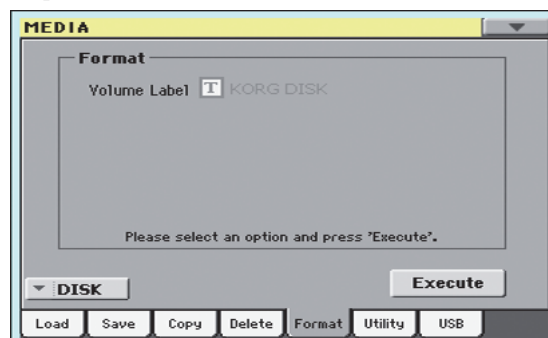 MEDIA
Format
Volume Label T KORG DISK
Please select an option and press 'Execute'.
DISK
Execute
Load Save Copy Delete Format Utility USB